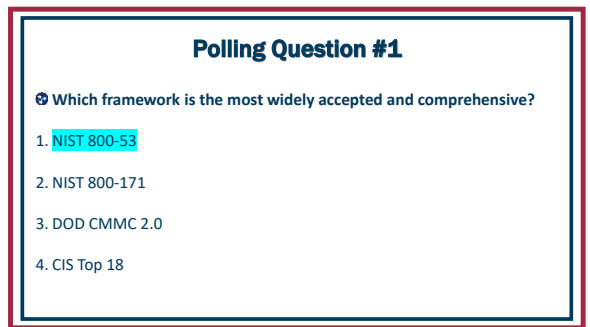 Polling Question #1
Which framework is the most widely accepted and comprehensive?
1. NIST 800-53
2. NIST 800-171
3. DOD CMMC 2.0
4. CIS Top 18